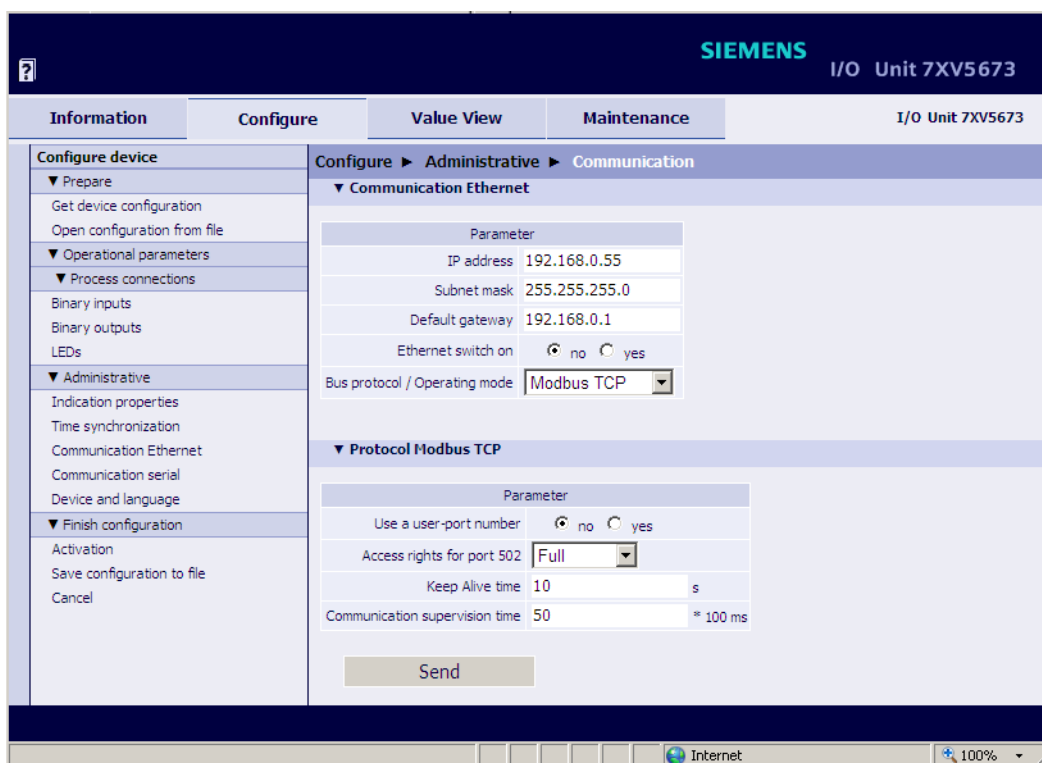 SIEMENS
I/O Unit 7XV5673
?
Information
Configure
Value View
Maintenance
I/O Unit 7XV5673
Configure device
▼ Prepare
Get device configuration
Open configuration from file
▼ Operational parameters
▼ Process connections
Binary inputs
Binary outputs
LEDs
▼ Administrative
Indication properties
Time synchronization
Communication Ethernet
Communication serial
Device and language
▼ Finish configuration
Activation
Save configuration to file
Cancel
Configure ► Administrative ► Communication
▼ Communication Ethernet
Parameter
IP address 192.168.0.55
Subnet mask 255.255.255.0
Default gateway 192.168.0.1
Ethernet switch on no yes
Bus protocol / Operating mode Modbus TCP
▼ Protocol Modbus TCP
Parameter
Use a user-port number no yes
Access rights for port 502 Full
Keep Alive time 10 s
Communication supervision time 50 * 100 ms
Send
Internet
100%